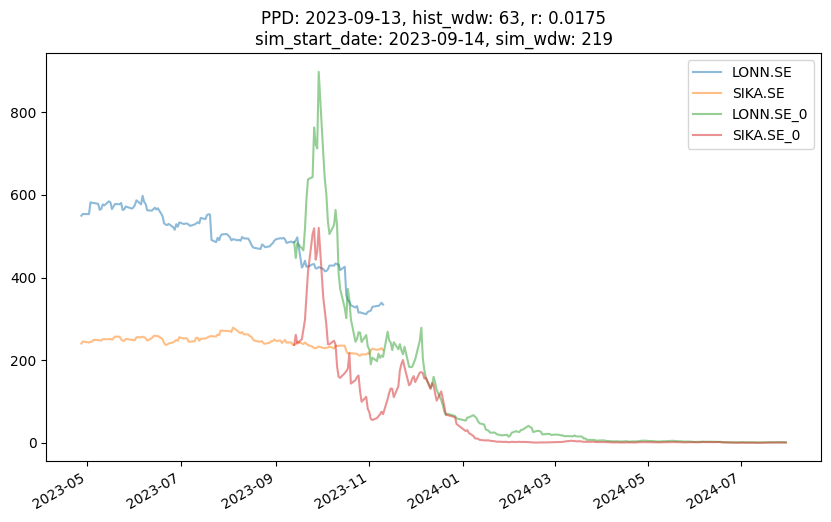 PPD: 2023-09-13, hist_wdw: 63, r: 0.0175
sim_start_date: 2023-09-14, sim_wdw: 219
LONN.SE
SIKA.SE
LONN.SE_0
SIKA.SE_0
800
600
400
200
0
2023-05
2023-07
2023-09
2023-11
2024-01
2024-03
2024-05
2024-07